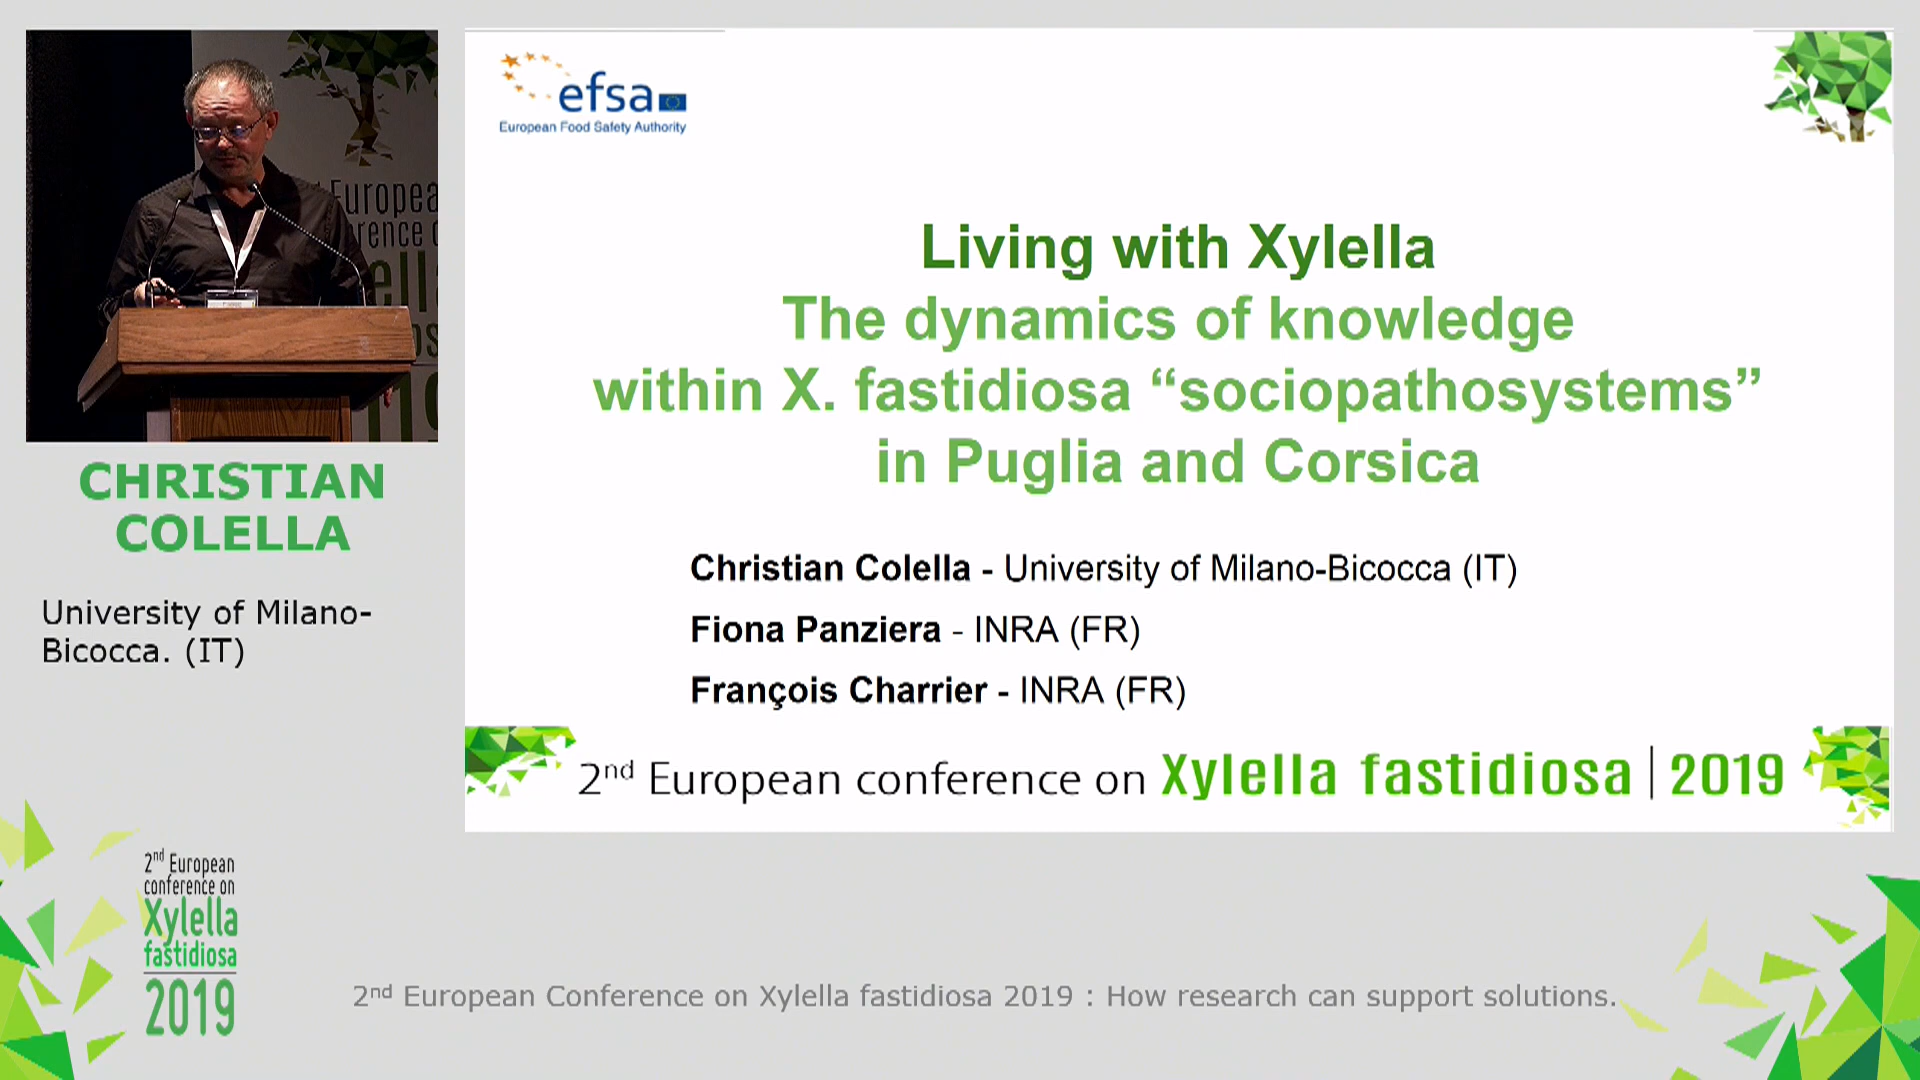 European
rence
CHRISTIAN
COLELLA
University of Milano-
Bicocca. (IT)
efsa
European Food Safety Authority
Living with Xylella
The dynamics of knowledge
within X. fastidiosa “sociopathosystems”
in Puglia and Corsica
Christian Colella - University of Milano-Bicocca (IT)
Fiona Panziera - INRA (FR)
François Charrier - INRA (FR)
2nd European conference on Xylella fastidiosa | 2019
2nd European
conference on
Xylella
fastidiosa
2019
2nd European Conference on Xylella fastidiosa 2019 : How research can support solutions.